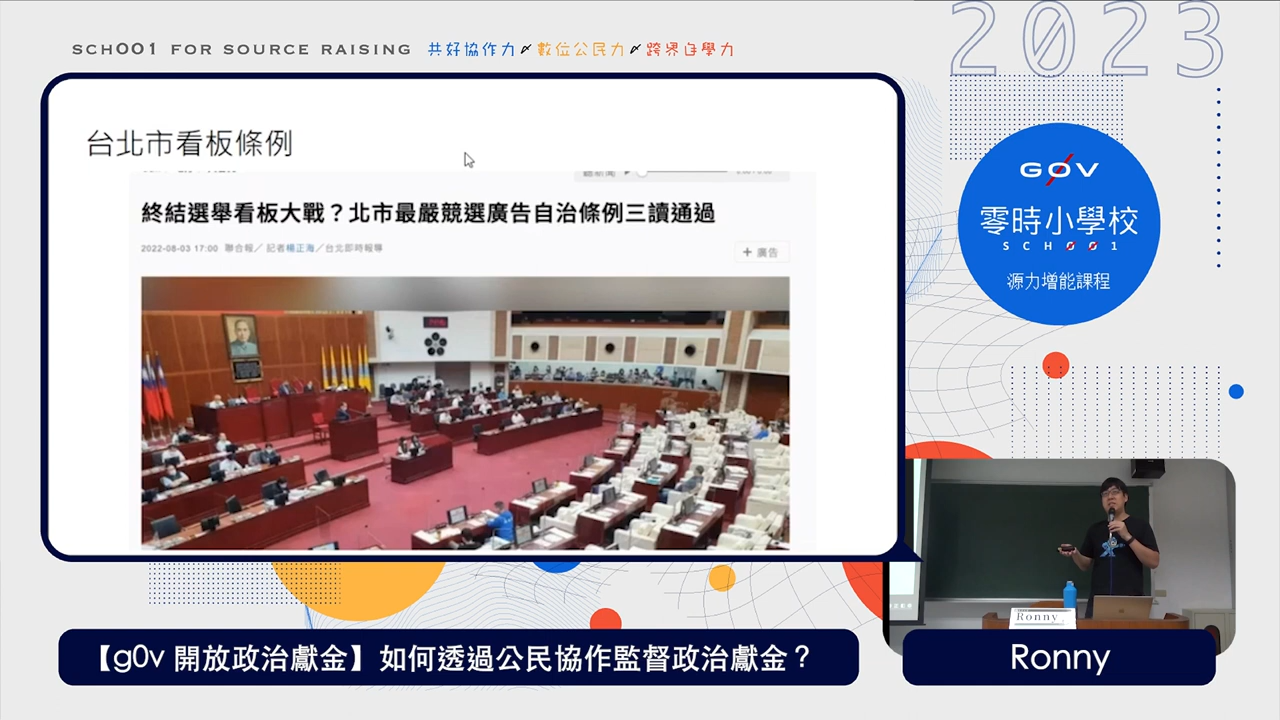 SCHOO1 FOR SOURCE RAISING 共好協作力 數位公民力 跨界自學力
2023
台北市看板條例
終結選舉看板大戰？北市最嚴競選廣告自治條例三讀通過
2022-08-03 17:00 聯合報／ 記者楊正海／台北即時報導
+ 廣告
G0V
零時小學校
SCH001
源力增能課程
Ronny
【g0v 開放政治獻金】如何透過公民協作監督政治獻金？
Ronny